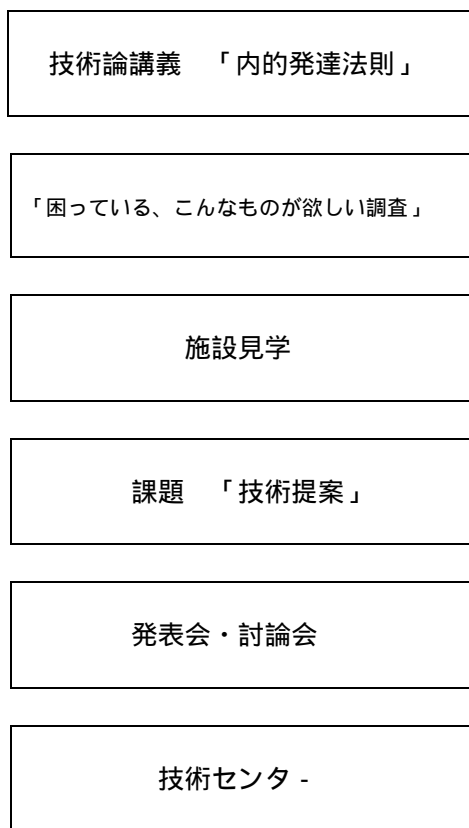 技術論講義　「内的発達法則」
「困っている、こんなものが欲しい調査」
施設見学
課題　「技術提案」
発表会・討論会
技術センタ -